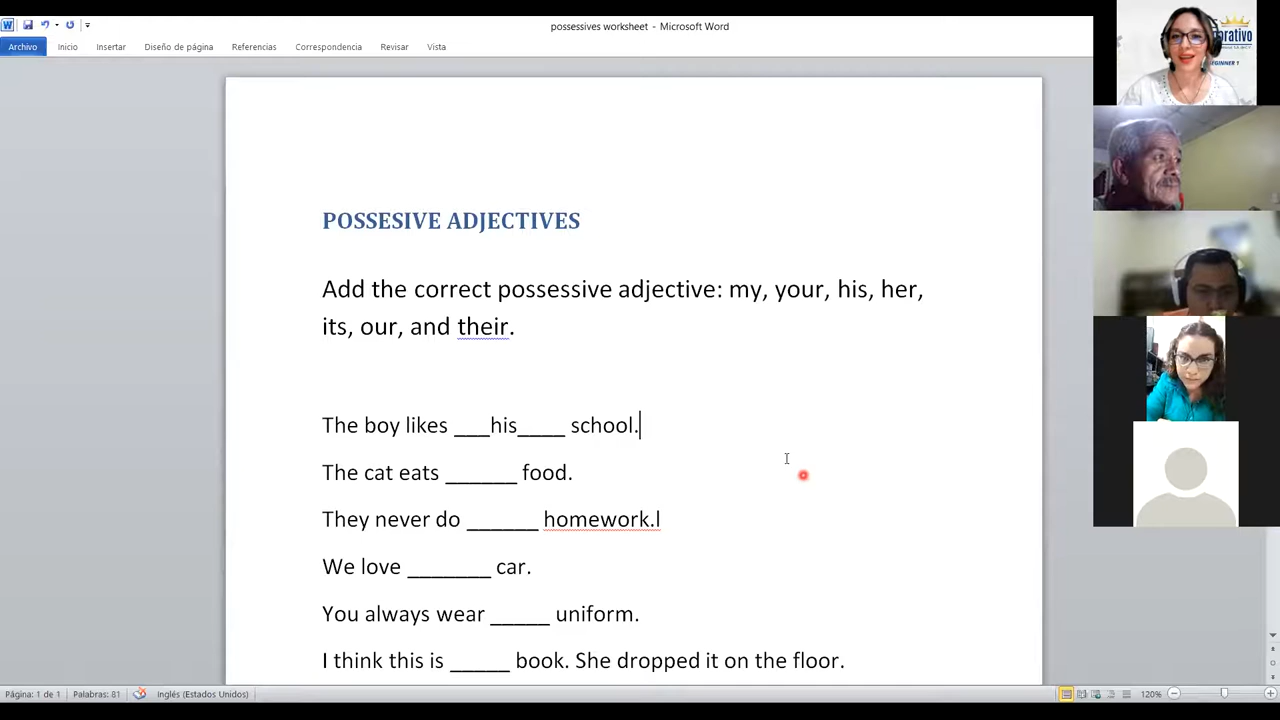 possessives worksheet - Microsoft Word
Archivo Inicio Insertar Diseño de página Referencias Correspondencia Revisar Vista
POSSESIVE ADJECTIVES
Add the correct possessive adjective: my, your, his, her,
its, our, and their.
The boy likes ___his____ school.
The cat eats ______ food.
They never do ______ homework.l
We love _______ car.
You always wear _____ uniform.
I think this is _____ book. She dropped it on the floor.
Página: 1 de 1 Palabras: 81 Inglés (Estados Unidos) 120%